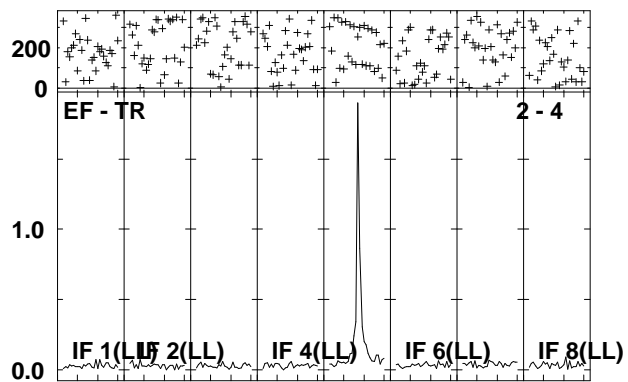 200
0
EF - TR 2 - 4
1.0
IF 1(LL) IF 2(LL) IF 4(LL) IF 6(LL) IF 8(LL)
0.0